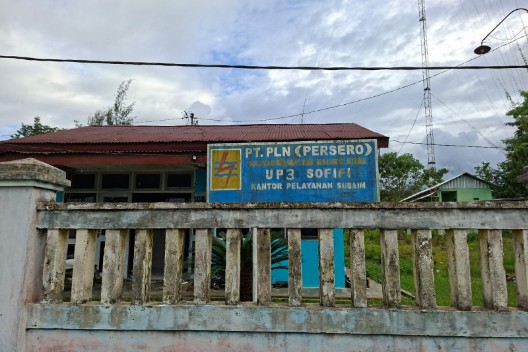 PT. PLN (PERSERO)
UP3 SOFIFI
KANTOR PELAYANAN SUBAIM